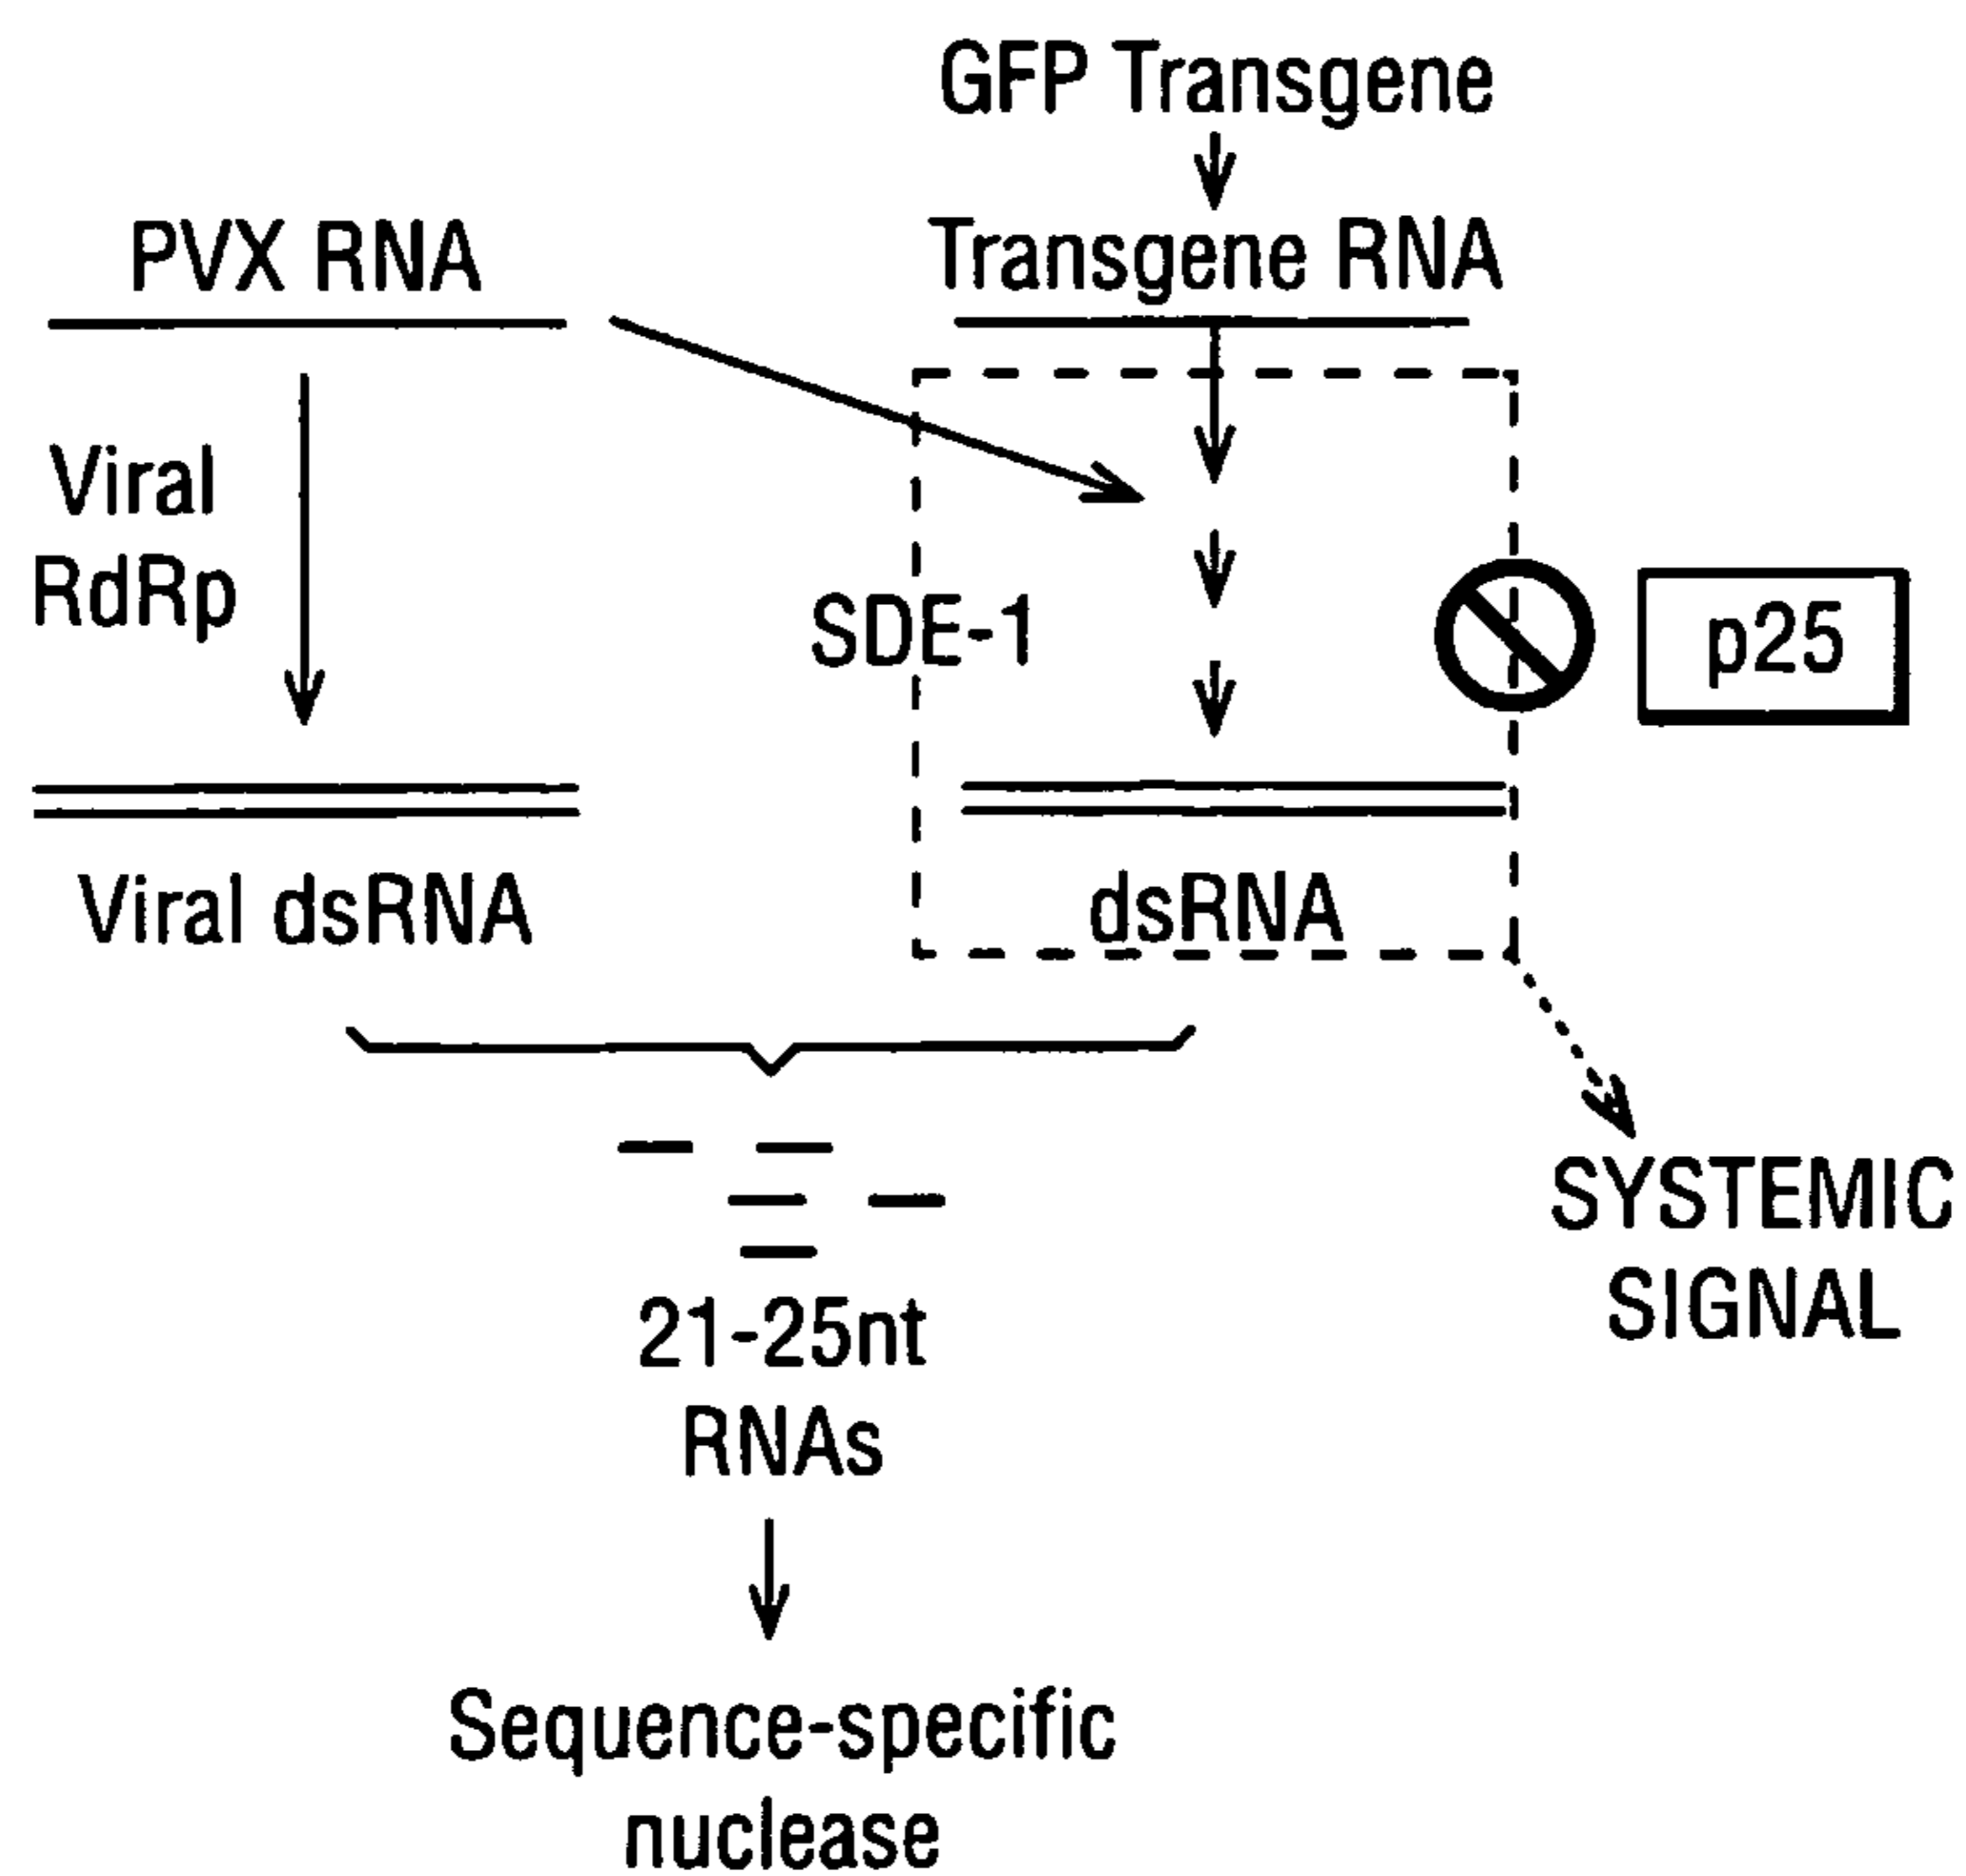 GFP Transgene
PVX RNA
Transgene RNA
Viral
RdRp
SDE-1
p25
Viral dsRNA
dsRNA
SYSTEMIC
SIGNAL
21-25nt
RNAs
Sequence-specific
nuclease